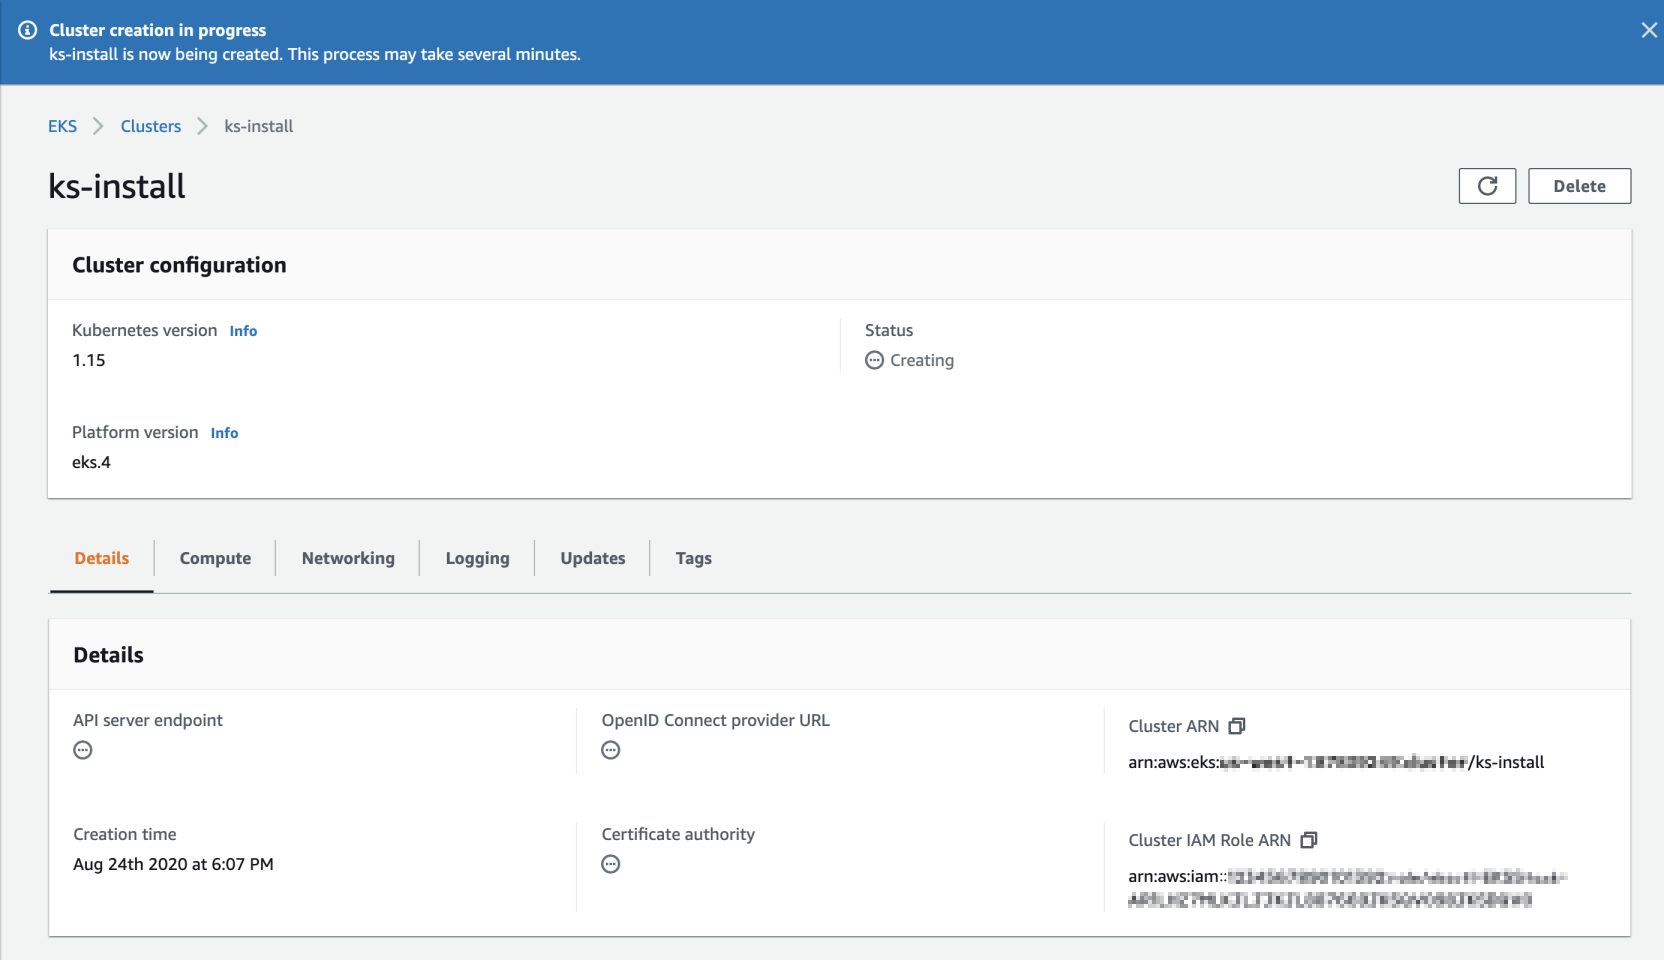 Cluster creation in progress
ks-install is now being created. This process may take several minutes.
EKS > Clusters > ks-install
ks-install
Delete
Cluster configuration
Kubernetes version Info
1.15
Status
Creating
Platform version Info
eks.4
Details Compute Networking Logging Updates Tags
Details
API server endpoint
OpenID Connect provider URL
Cluster ARN
arn:aws:eks: /ks-install
Creation time
Aug 24th 2020 at 6:07 PM
Certificate authority
Cluster IAM Role ARN
arn:aws:iam::